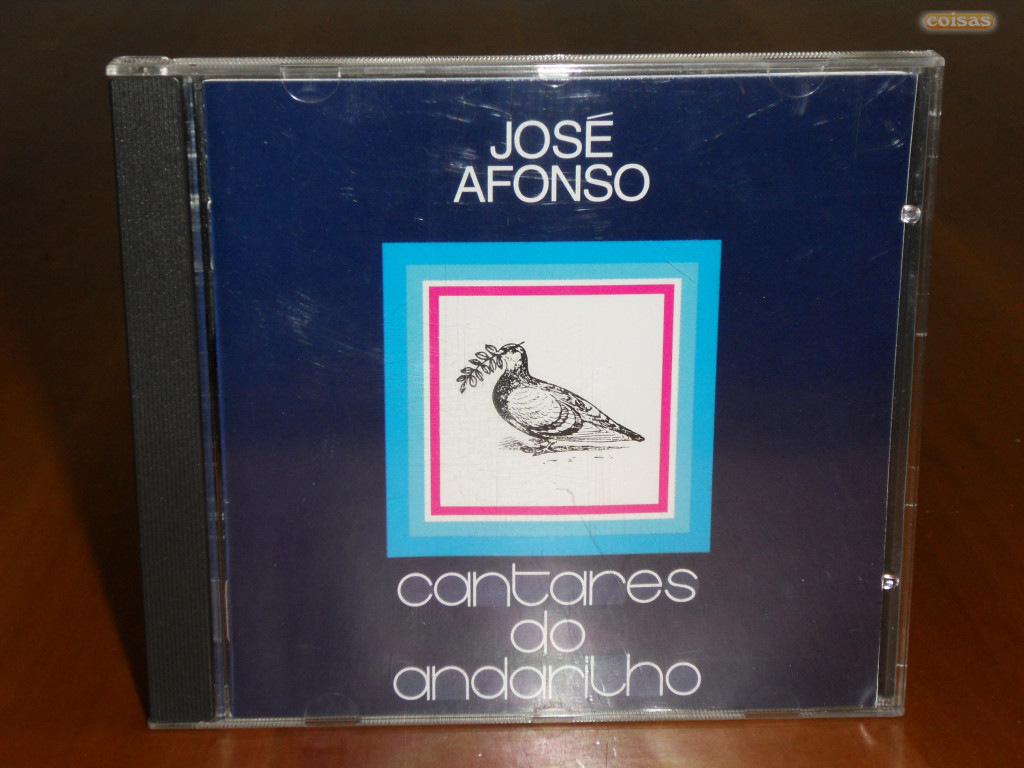 coisas
JOSÉ
AFONSO
cantares
do
andarilho